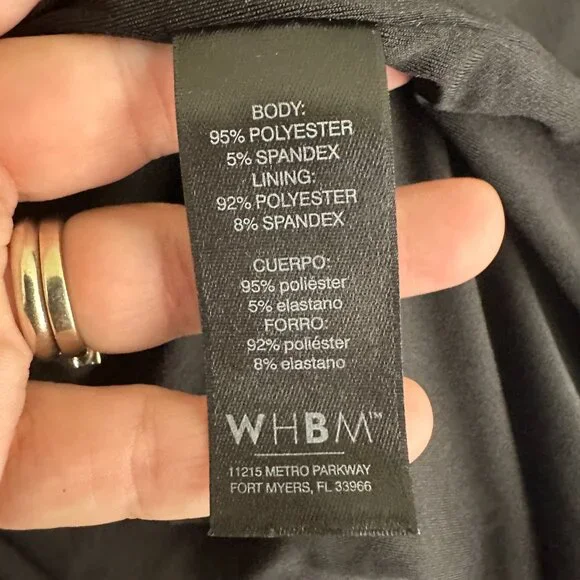 BODY:
95% POLYESTER
5% SPANDEX
LINING:
92% POLYESTER
8% SPANDEX
CUERPO:
95% poliéster
5% elastano
FORRO:
92% poliéster
8% elastano
WHBM™
11215 METRO PARKWAY
FORT MYERS, FL 33966